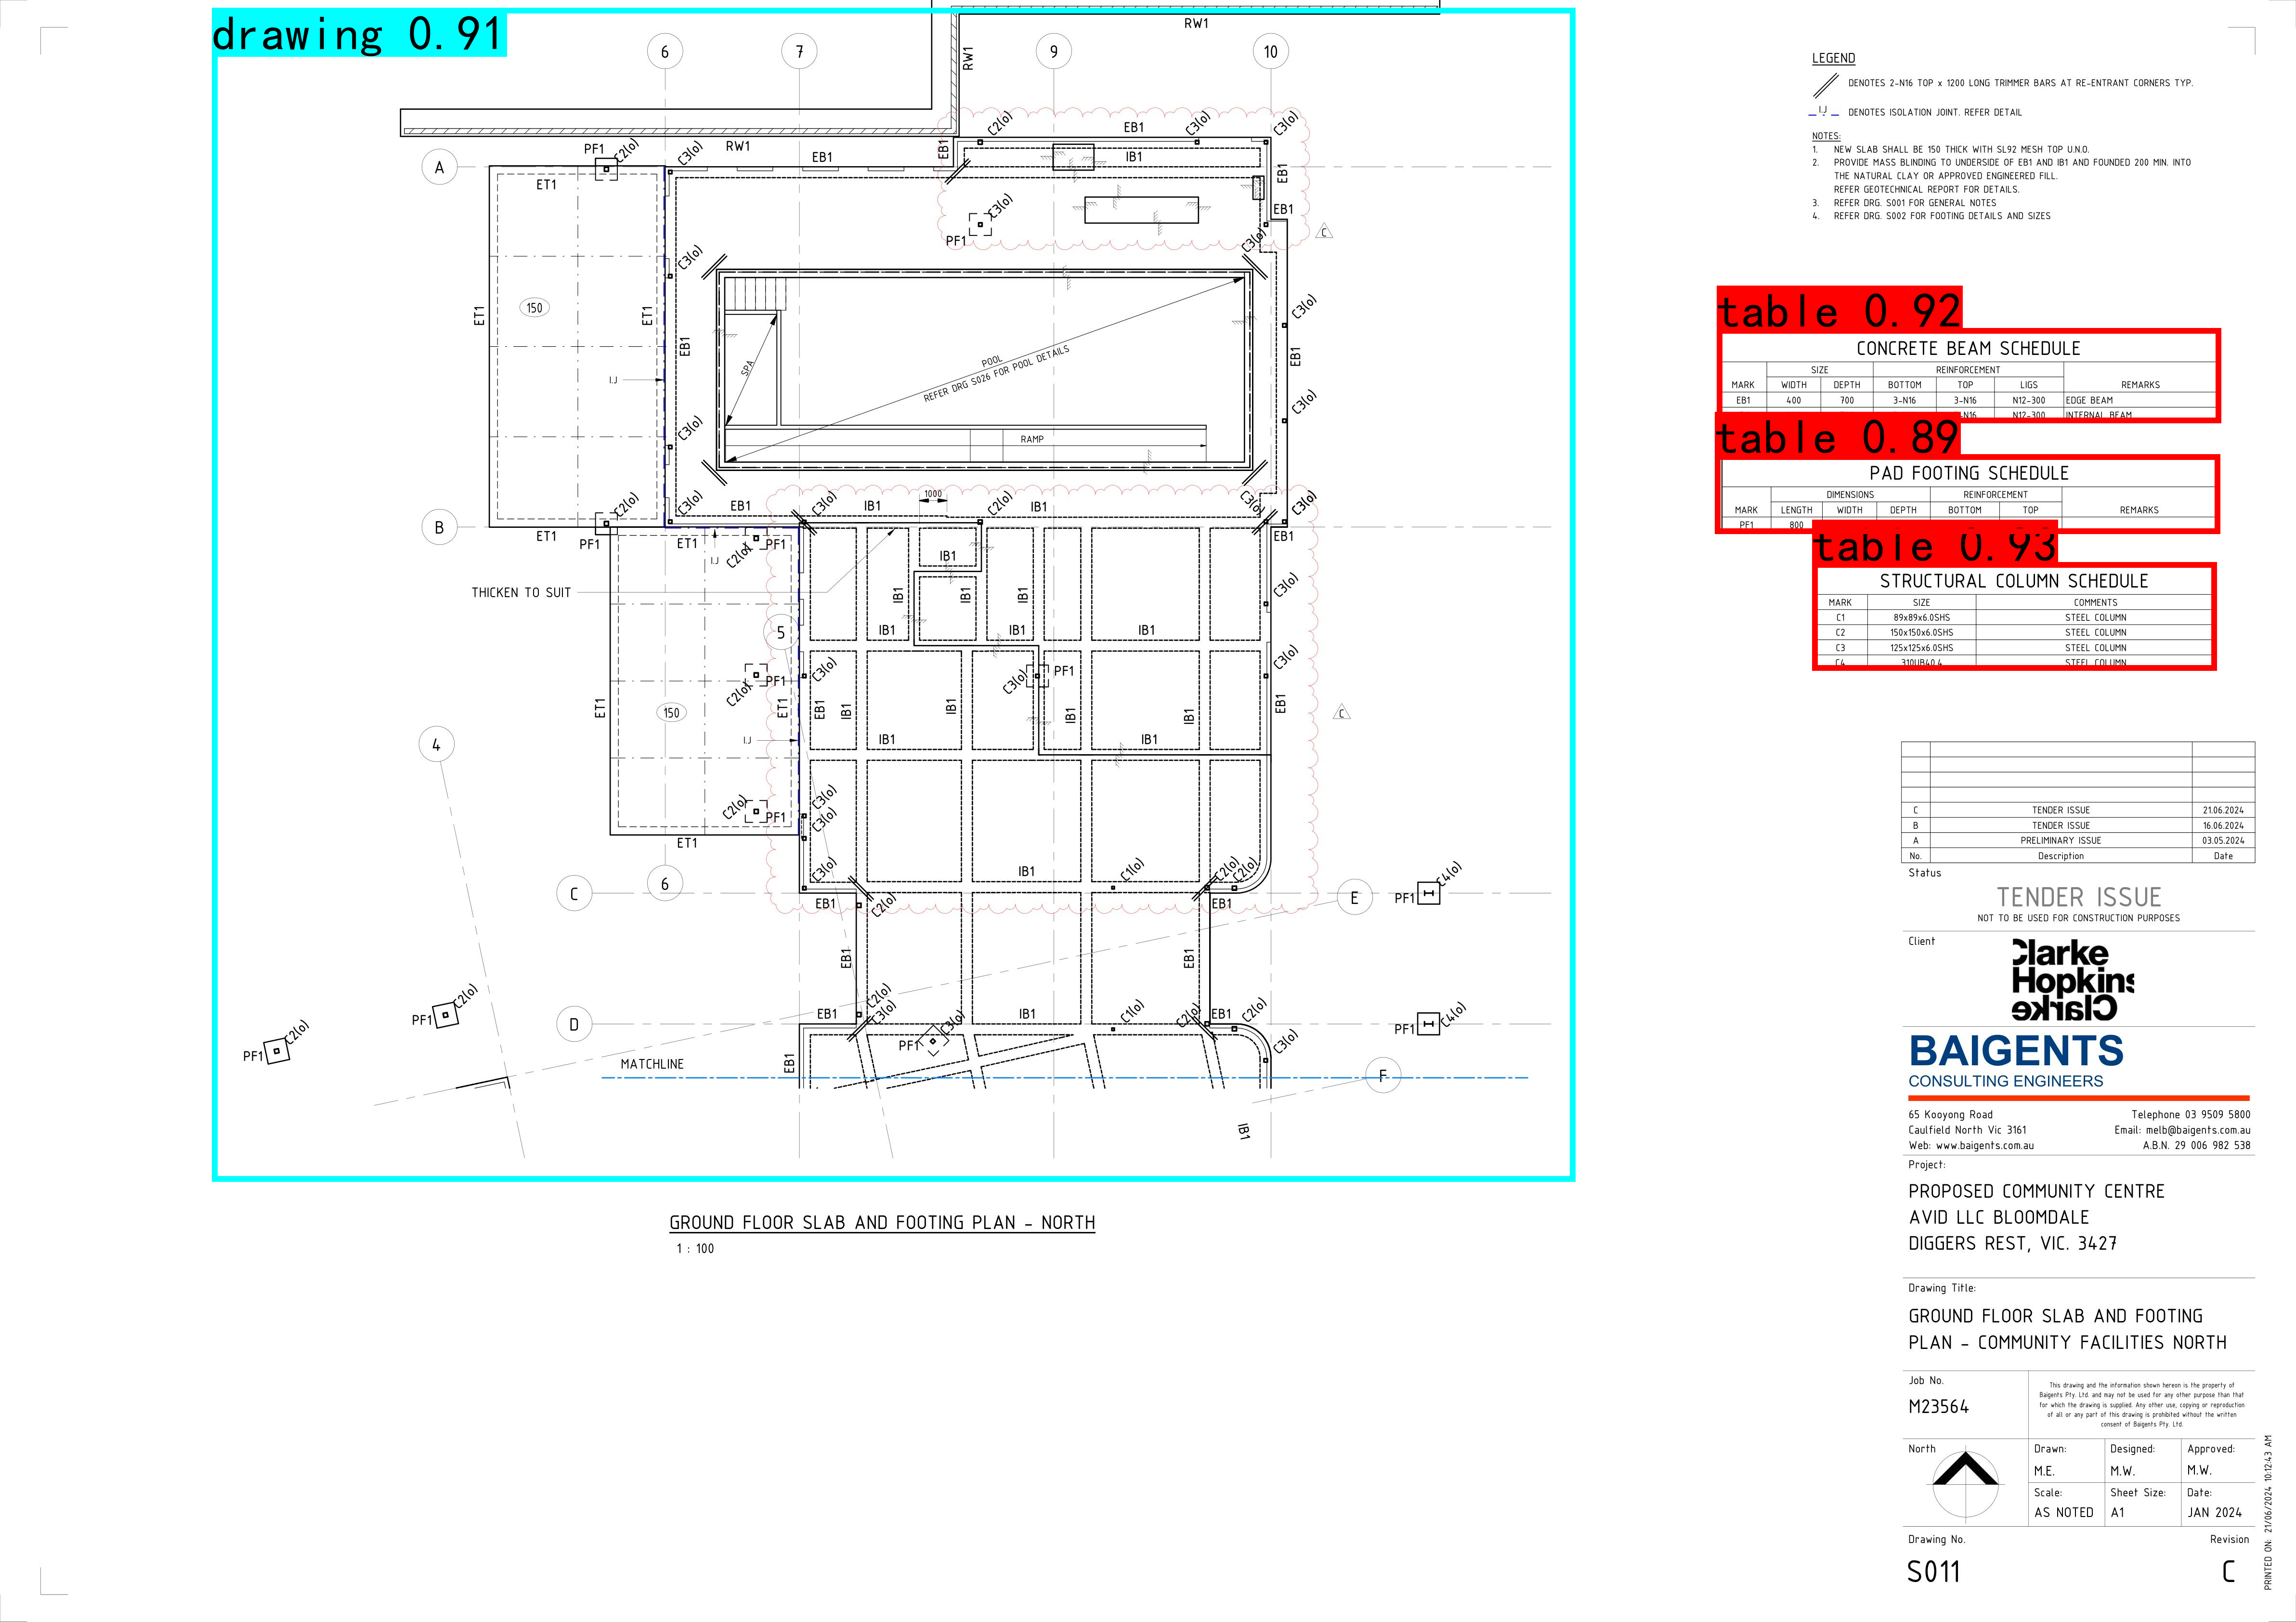 drawing 0.91
RW1
RW1
6
7
9
10
C2(o)
EB1
C3(o)
C3(o)
PF1
C2(o)
C3(o)
RW1
EB1
EB1
IB1
EB1
A
ET1
C3(o)
EB1
PF1
C3(o)
C
C3(o)
150
ET1
ET1
EB1
C3(o)
EB1
SPA
POOL
REFER DRG S026 FOR POOL DETAILS
I.J
C3(o)
C3(o)
RAMP
C2(o)
C3(o)
EB1
C3(o)
IB1
1000
C2(o)
IB1
C3(o)
C3(o)
B
ET1
PF1
ET1
I.J
C2(o)
PF1
EB1
IB1
THICKEN TO SUIT
IB1
IB1
IB1
C3(o)
5
IB1
IB1
IB1
C2(o)
PF1
C3(o)
C3(o)
PF1
C3(o)
ET1
150
ET1
EB1
IB1
IB1
IB1
IB1
EB1
C
4
I.J
IB1
IB1
C2(o)
PF1
C3(o)
C3(o)
ET1
6
C3(o)
IB1
C1(o)
C2(o)
C2(o)
C4(o)
C
EB1
C2(o)
EB1
E
PF1
EB1
EB1
C2(o)
PF1
C2(o)
C3(o)
C3(o)
C1(o)
C2(o)
C2(o)
C4(o)
D
EB1
IB1
EB1
PF1
C2(o)
PF1
PF1
C3(o)
MATCHLINE
EB1
F
IB1
GROUND FLOOR SLAB AND FOOTING PLAN - NORTH
1 : 100
LEGEND
DENOTES 2-N16 TOP x 1200 LONG TRIMMER BARS AT RE-ENTRANT CORNERS TYP.
I.J DENOTES ISOLATION JOINT. REFER DETAIL
NOTES:
1. NEW SLAB SHALL BE 150 THICK WITH SL92 MESH TOP U.N.O.
2. PROVIDE MASS BLINDING TO UNDERSIDE OF EB1 AND IB1 AND FOUNDED 200 MIN. INTO
THE NATURAL CLAY OR APPROVED ENGINEERED FILL.
REFER GEOTECHNICAL REPORT FOR DETAILS.
3. REFER DRG. S001 FOR GENERAL NOTES
4. REFER DRG. S002 FOR FOOTING DETAILS AND SIZES
table 0.92
CONCRETE BEAM SCHEDULE
SIZE REINFORCEMENT
MARK WIDTH DEPTH BOTTOM TOP LIGS REMARKS
EB1 400 700 3-N16 3-N16 N12-300 EDGE BEAM
N12-300 INTERNAL BEAM
table 0.89
PAD FOOTING SCHEDULE
DIMENSIONS REINFORCEMENT
MARK LENGTH WIDTH DEPTH BOTTOM TOP REMARKS
PF1 800
table 0.93
STRUCTURAL COLUMN SCHEDULE
MARK SIZE COMMENTS
C1 89x89x6.0SHS STEEL COLUMN
C2 150x150x6.0SHS STEEL COLUMN
C3 125x125x6.0SHS STEEL COLUMN
C4 310UB40.4 STEEL COLUMN
C TENDER ISSUE 21.06.2024
B TENDER ISSUE 16.06.2024
A PRELIMINARY ISSUE 03.05.2024
No. Description Date
Status
TENDER ISSUE
NOT TO BE USED FOR CONSTRUCTION PURPOSES
Client
Clarke
Hopkins
Clarke
BAIGENTS
CONSULTING ENGINEERS
65 Kooyong Road Telephone 03 9509 5800
Caulfield North Vic 3161 Email: melb@baigents.com.au
Web: www.baigents.com.au A.B.N. 29 006 982 538
Project:
PROPOSED COMMUNITY CENTRE
AVID LLC BLOOMDALE
DIGGERS REST, VIC. 3427
Drawing Title:
GROUND FLOOR SLAB AND FOOTING
PLAN - COMMUNITY FACILITIES NORTH
Job No.
M23564
This drawing and the information shown hereon is the property of
Baigents Pty. Ltd. and may not be used for any other purpose than that
for which the drawing is supplied. Any other use, copying or reproduction
of all or any part of this drawing is prohibited without the written
consent of Baigents Pty. Ltd.
North
Drawn: Designed: Approved:
M.E. M.W. M.W.
Scale: Sheet Size: Date:
AS NOTED A1 JAN 2024
Drawing No. Revision
S011 C
PRINTED ON: 21/06/2024 10:12:43 AM